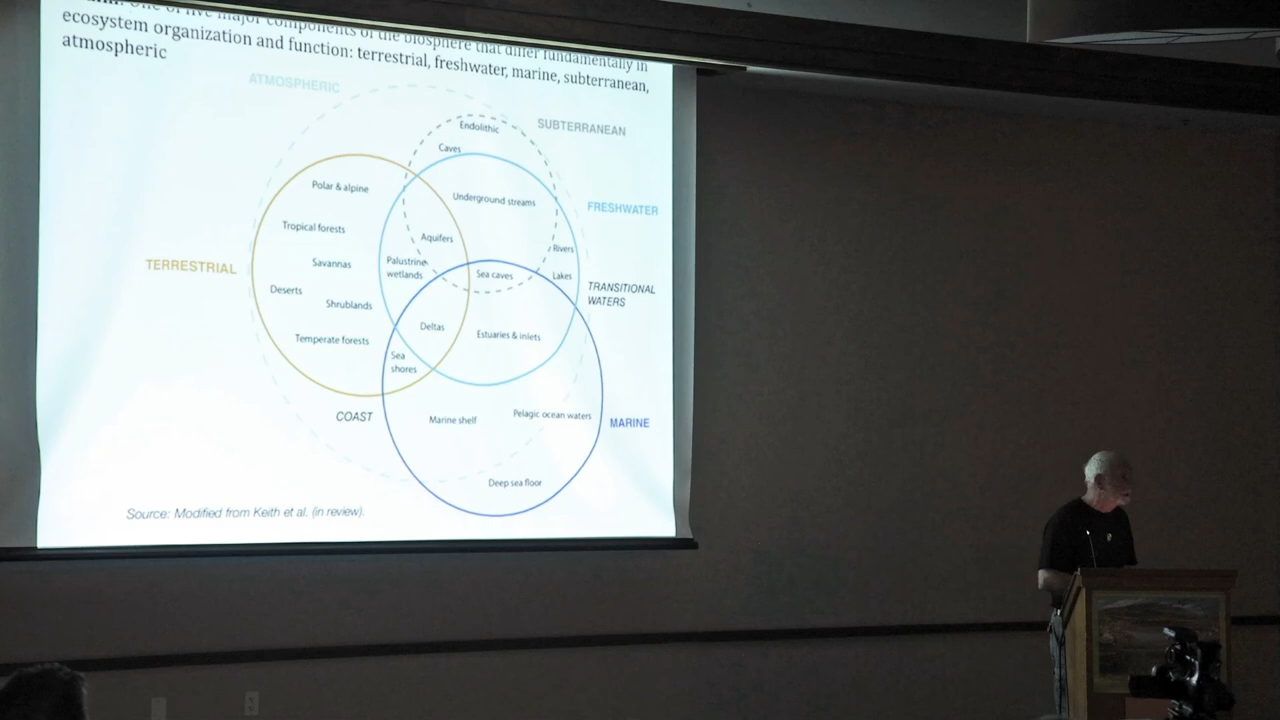 One of five major components of the biosphere that differ fundamentally in
ecosystem organization and function: terrestrial, freshwater, marine, subterranean,
atmospheric
ATMOSPHERIC
SUBTERRANEAN
Endolithic
Caves
Polar & alpine
Underground streams
FRESHWATER
Tropical forests
Aquifers
Rivers
TERRESTRIAL
Savannas
Palustrine
wetlands
Sea caves
Lakes
Deserts
Shrublands
TRANSITIONAL
WATERS
Temperate forests
Deltas
Estuaries & inlets
Sea
shores
COAST
Marine shelf
Pelagic ocean waters
MARINE
Deep sea floor
Source: Modified from Keith et al. (in review).